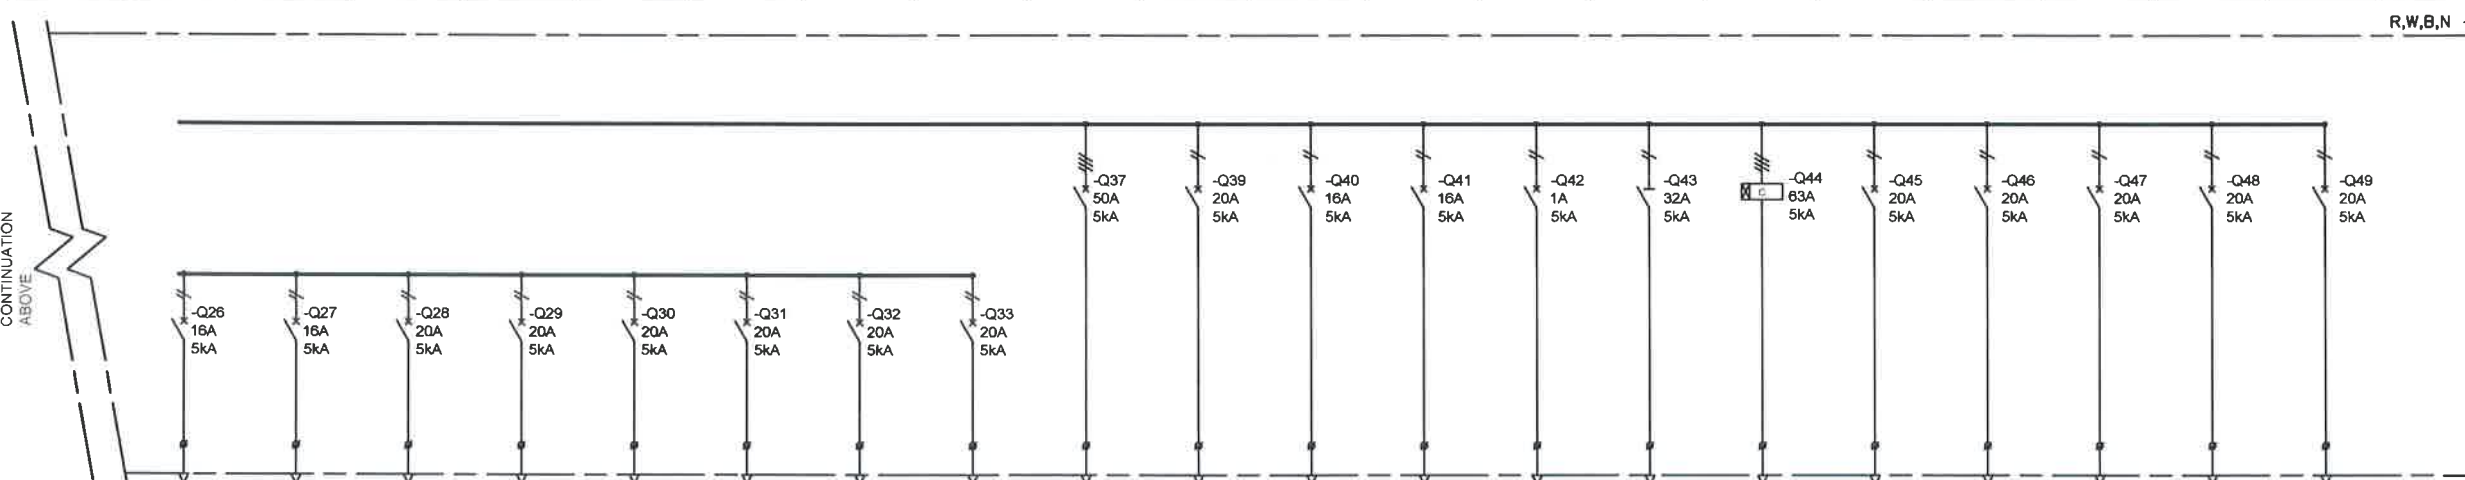 R,W,B,N
CONTINUATION
ABOVE
-Q37
50A
5kA
-Q39
20A
5kA
-Q40
16A
5kA
-Q41
16A
5kA
-Q42
1A
5kA
-Q43
32A
5kA
C
-Q44
63A
5kA
-Q45
20A
5kA
-Q46
20A
5kA
-Q47
20A
5kA
-Q48
20A
5kA
-Q49
20A
5kA
-Q26
16A
5kA
-Q27
16A
5kA
-Q28
20A
5kA
-Q29
20A
5kA
-Q30
20A
5kA
-Q31
20A
5kA
-Q32
20A
5kA
-Q33
20A
5kA